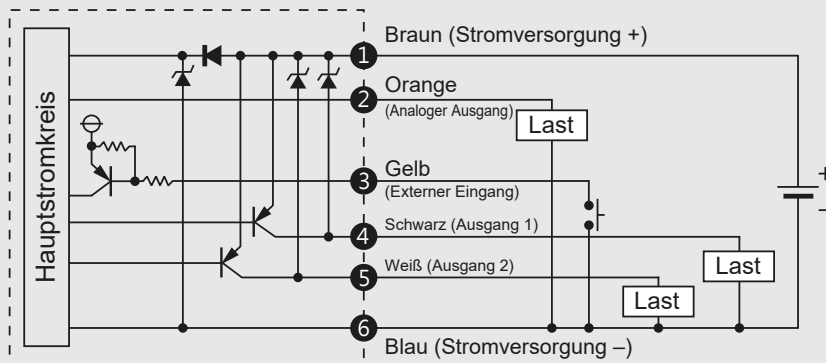 Hauptstromkreis
1 Braun (Stromversorgung +)
2 Orange
(Analoger Ausgang)
Last
3 Gelb
(Externer Eingang)
4 Schwarz (Ausgang 1)
Last
5 Weiß (Ausgang 2)
Last
6 Blau (Stromversorgung –)
+
–